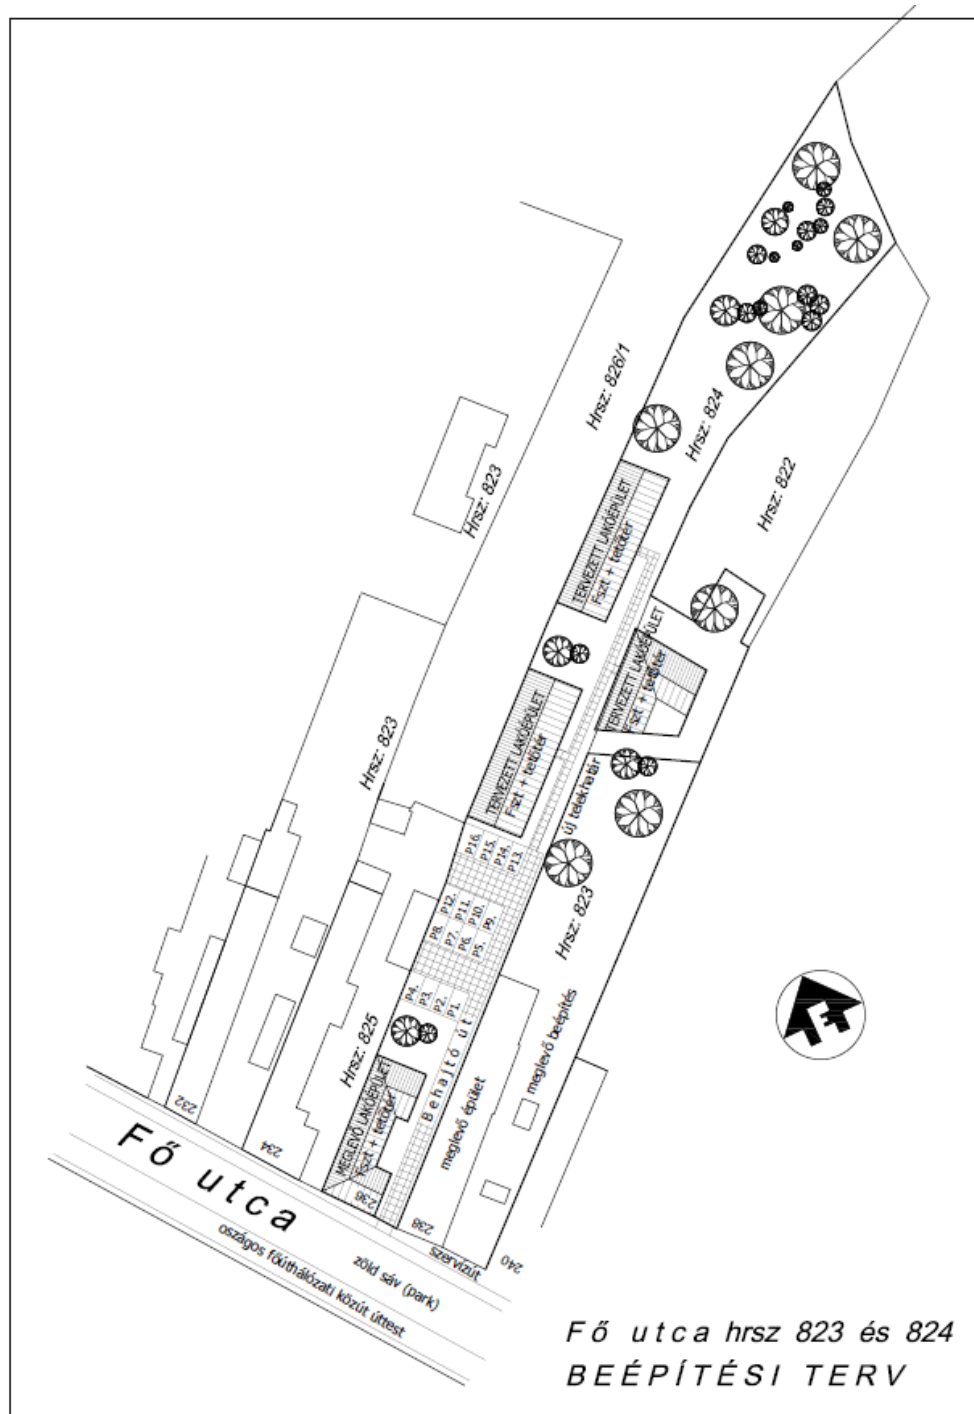 Hrsz: 826/1
Hrsz: 824
Hrsz: 822
Hrsz: 823
TERVEZETT LAKÓÉPÜLET
Fszt + tetőtér
TERVEZETT LAKÓÉPÜLET
Fszt + tetőtér
TERVEZETT LAKÓÉPÜLET
Fszt + tetőtér
Hrsz: 823
új telekhatár
P16.
P15.
P14.
P13.
P12.
P11.
P10.
P9.
P8.
P7.
P6.
P5.
Hrsz: 823
P4.
P3.
P2.
P1.
Hrsz: 825
Behajtó út
meglevő épület
meglevő beépítés
MEGLEVŐ LAKÓÉPÜLET
Fszt + tetőtér
232
234
236
238
240
Fő utca
szervízút
zöld sáv (park)
oszágos főúthálózati közút úttest
Fő utca hrsz 823 és 824
BEÉPÍTÉSI TERV